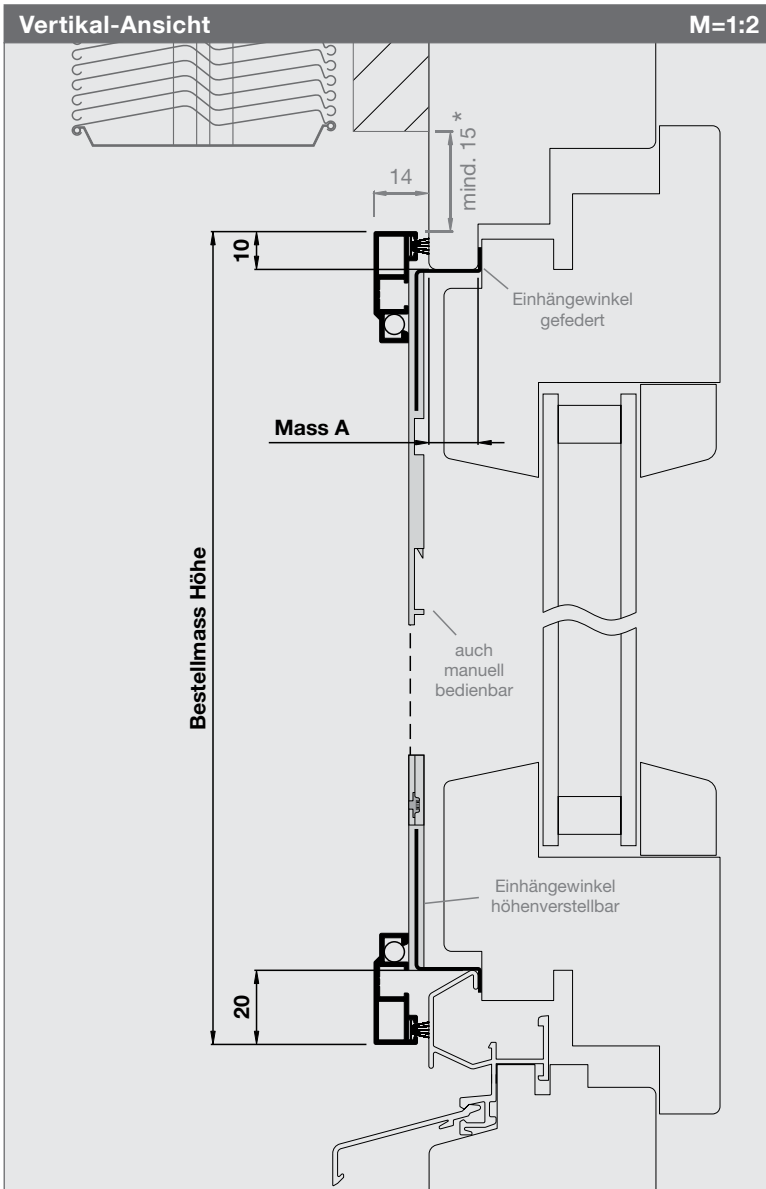 Vertikal-Ansicht M=1:2
14
mind. 15 *
10
Einhängewinkel
gefedert
Mass A
Bestellmass Höhe
auch
manuell
bedienbar
Einhängewinkel
höhenverstellbar
20